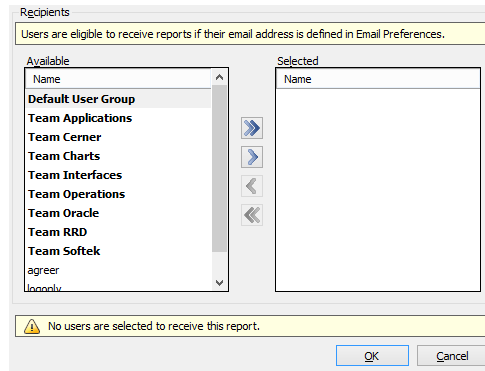 Recipients
Users are eligible to receive reports if their email address is defined in Email Preferences.
Available
Selected
Name
Name
Default User Group
Team Applications
Team Cerner
Team Charts
Team Interfaces
Team Operations
Team Oracle
Team RRD
Team Softek
agreer
logonly
No users are selected to receive this report.
OK
Cancel